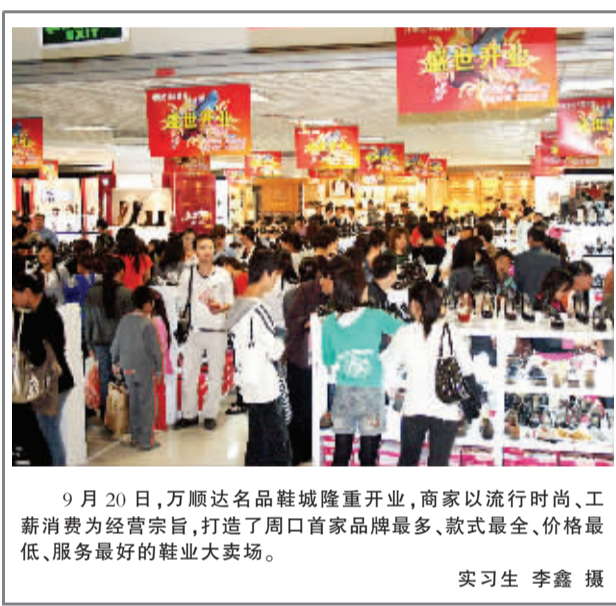 EXIT
盛世开业
盛世开业
盛世开业
9月20日,万顺达名品鞋城隆重开业,商家以流行时尚、工
薪消费为经营宗旨,打造了周口首家品牌最多、款式最全、价格最
低、服务最好的鞋业大卖场。
实习生 李鑫 摄